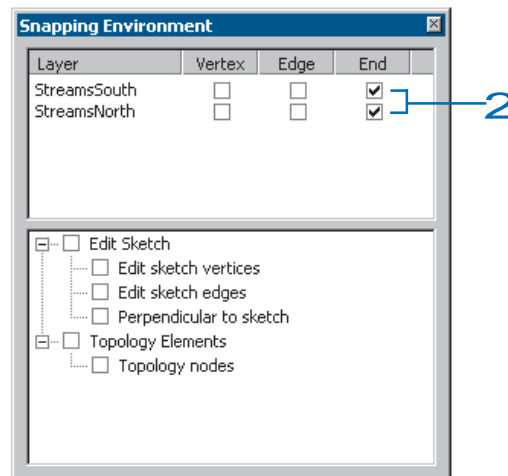 Snapping Environment
Layer Vertex Edge End
StreamsSouth
StreamsNorth
2
Edit Sketch
Edit sketch vertices
Edit sketch edges
Perpendicular to sketch
Topology Elements
Topology nodes